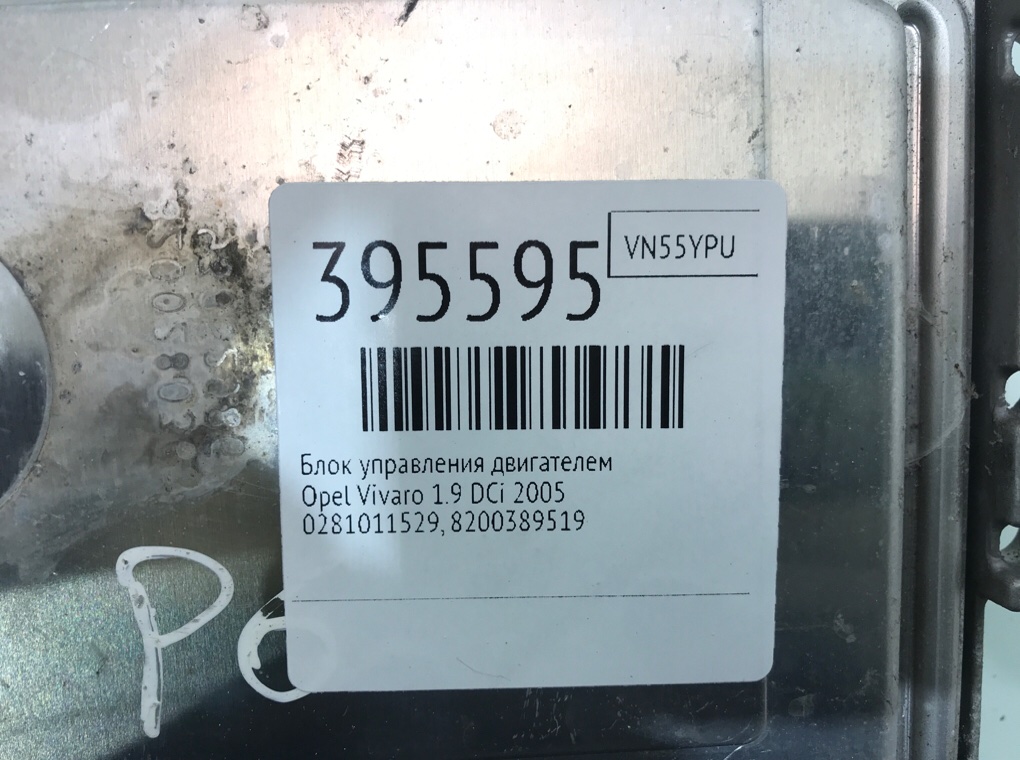 395595
VN55YPU
Блок управления двигателем
Opel Vivaro 1.9 DCi 2005
0281011529, 8200389519